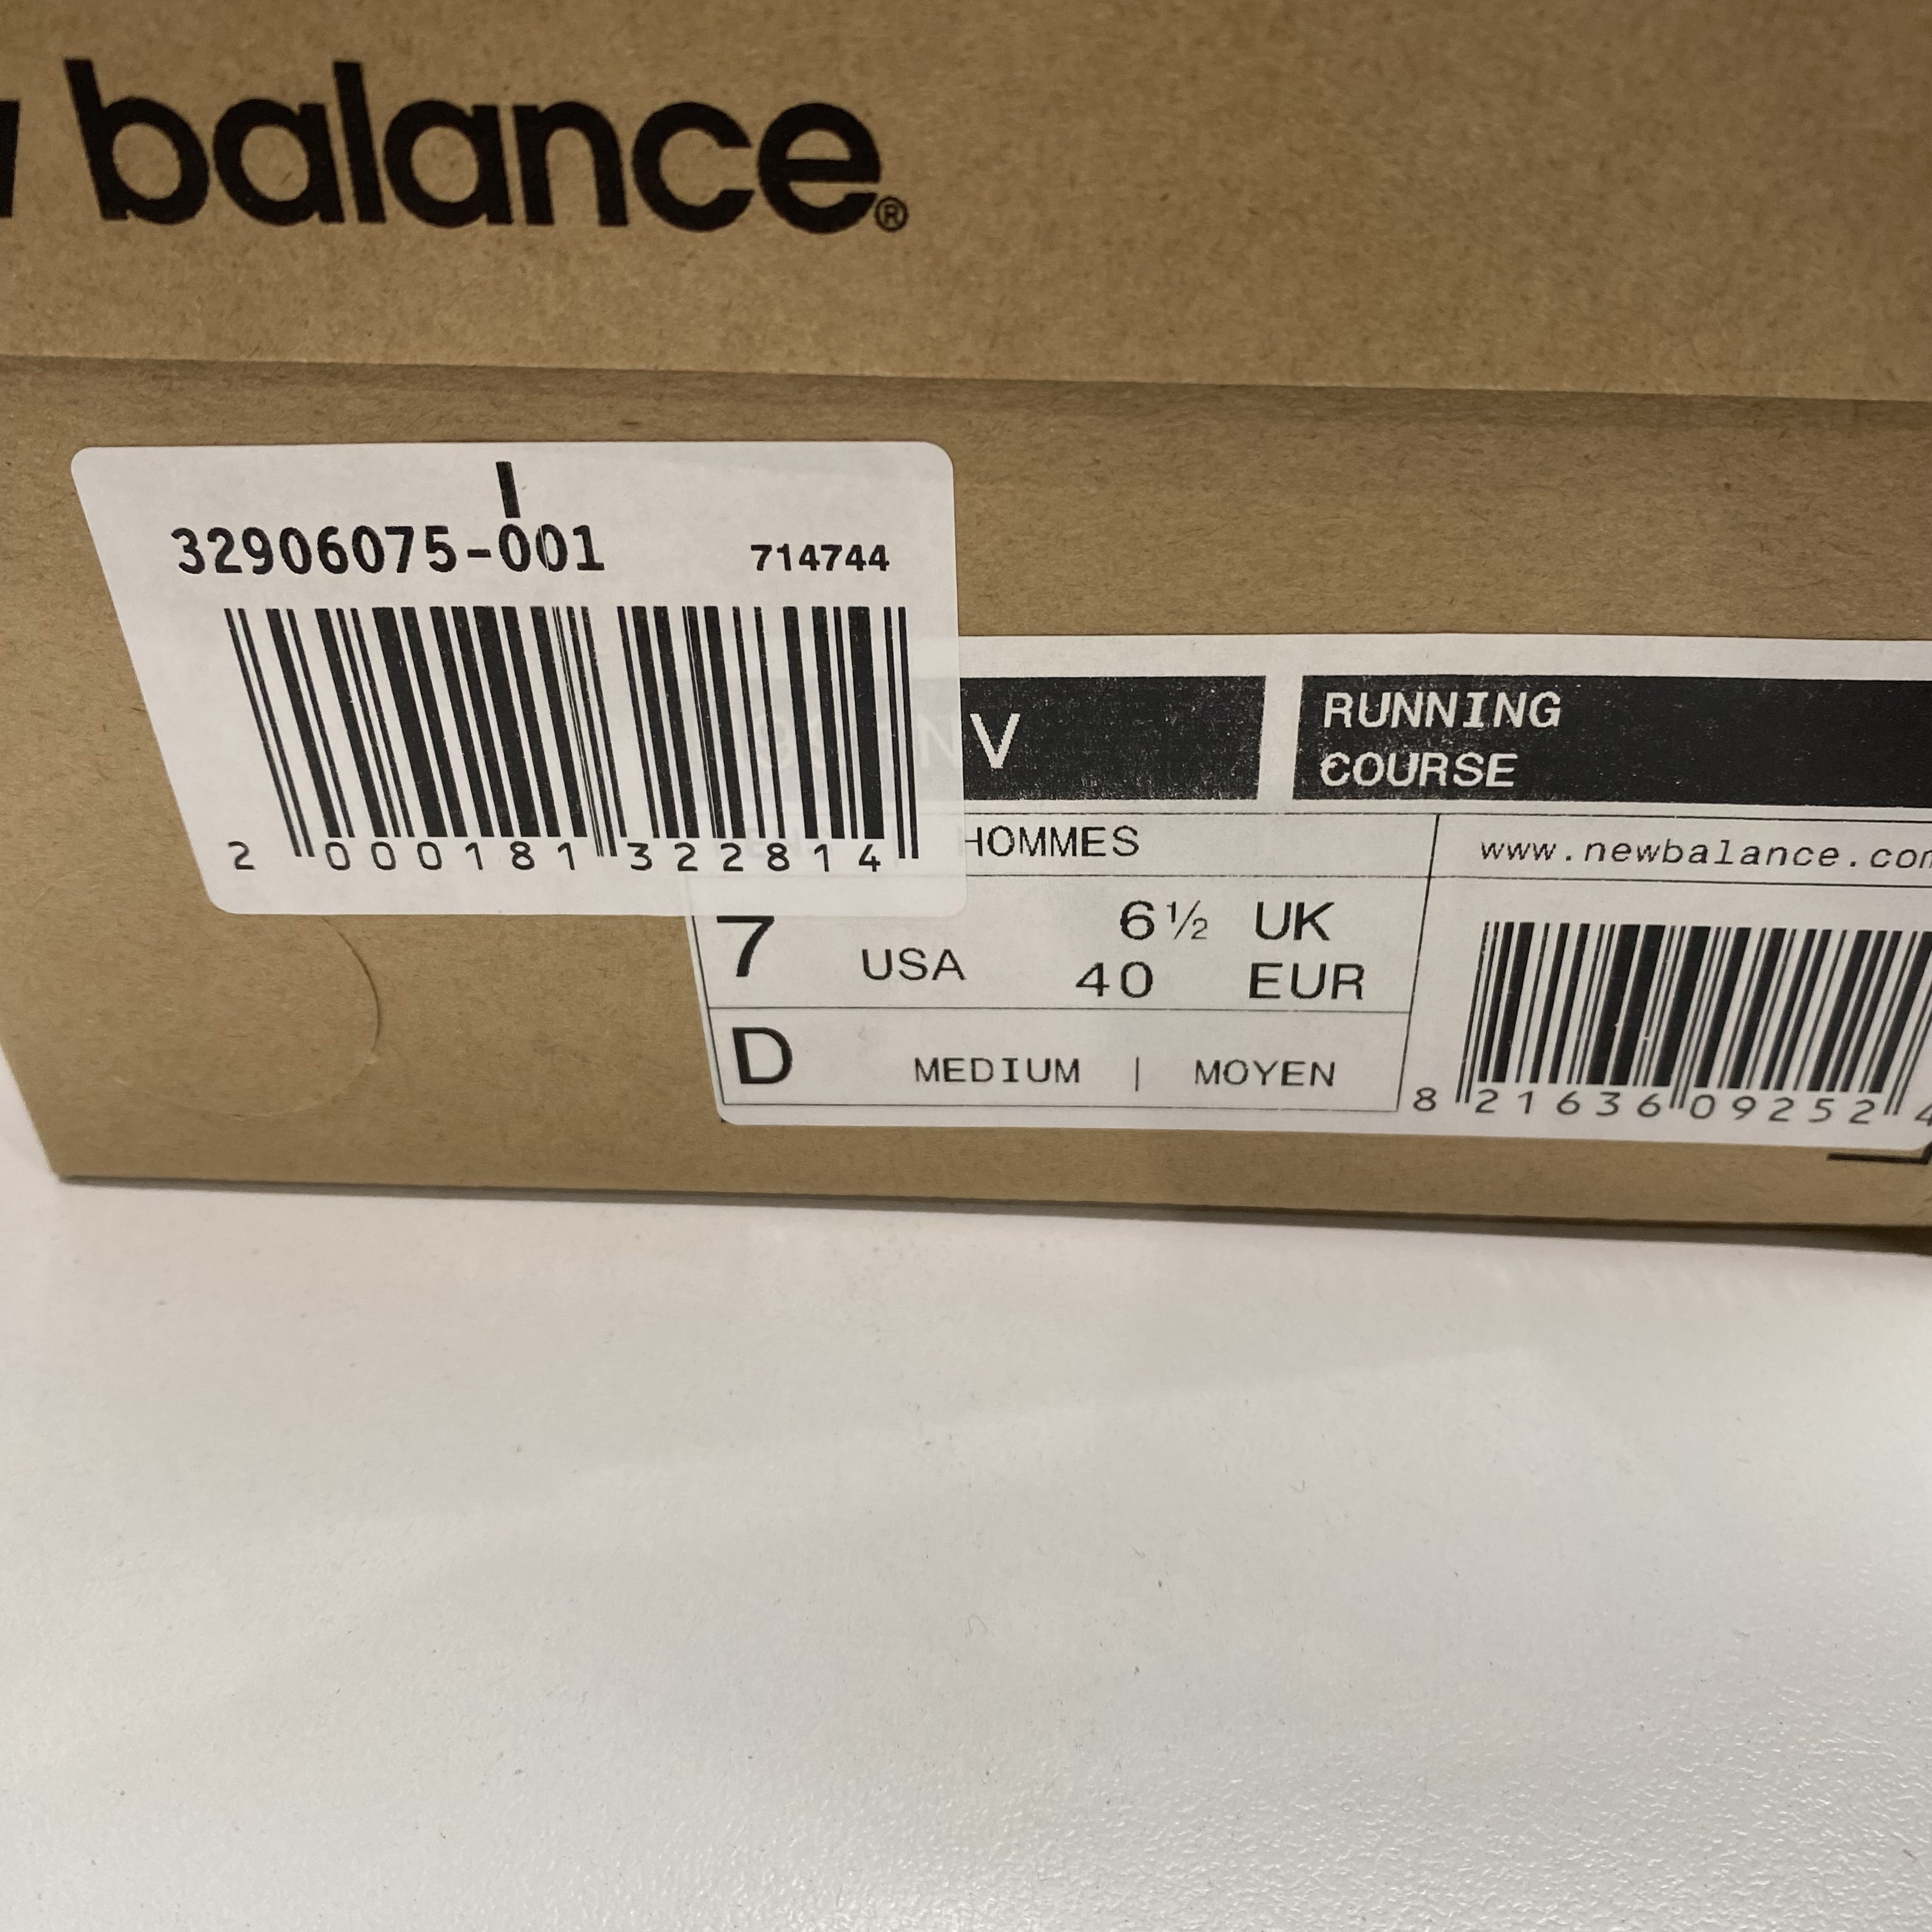 balance®
32906075-001 714744
2 000181 322814
V
RUNNING
COURSE
HOMMES
www.newbalance.com
7 USA 6½ UK
40 EUR
D MEDIUM | MOYEN
8 21636 09252 4